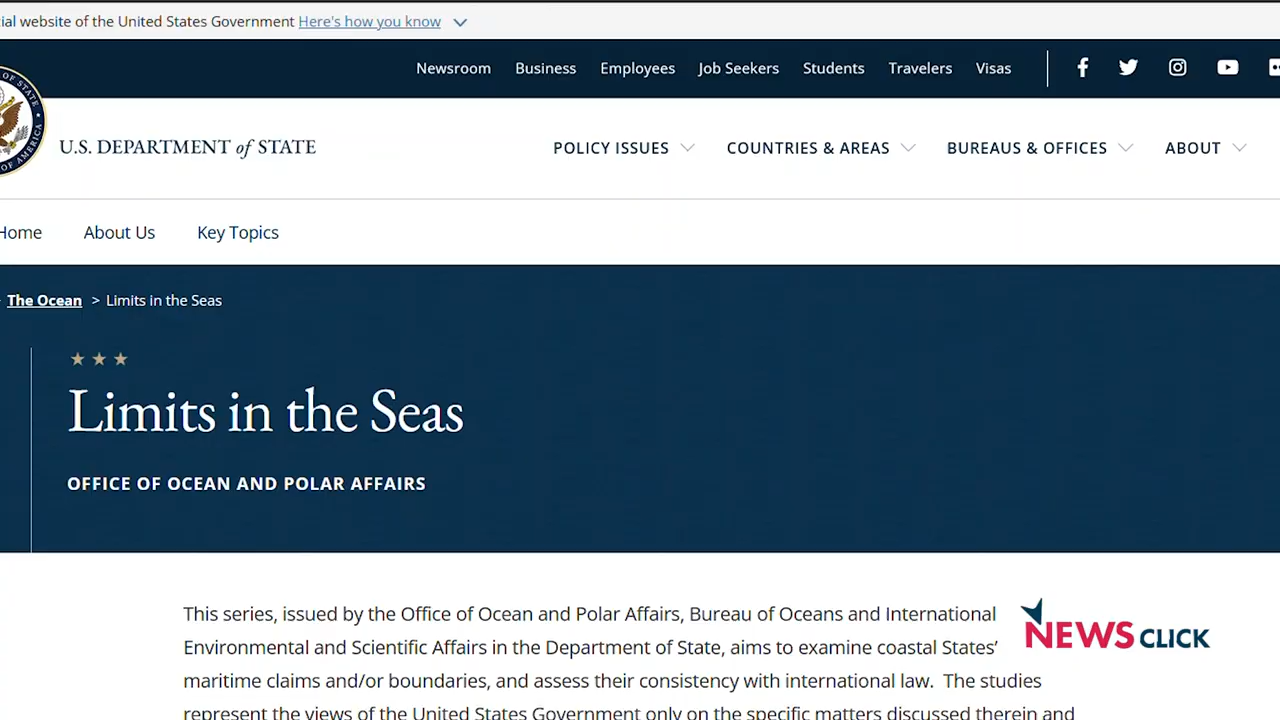 ial website of the United States Government Here's how you know
Newsroom Business Employees Job Seekers Students Travelers Visas
U.S. DEPARTMENT of STATE
POLICY ISSUES COUNTRIES & AREAS BUREAUS & OFFICES ABOUT
Home About Us Key Topics
The Ocean > Limits in the Seas
Limits in the Seas
OFFICE OF OCEAN AND POLAR AFFAIRS
This series, issued by the Office of Ocean and Polar Affairs, Bureau of Oceans and International
Environmental and Scientific Affairs in the Department of State, aims to examine coastal States’
maritime claims and/or boundaries, and assess their consistency with international law. The studies
represent the views of the United States Government only on the specific matters discussed therein and
NEWS CLICK